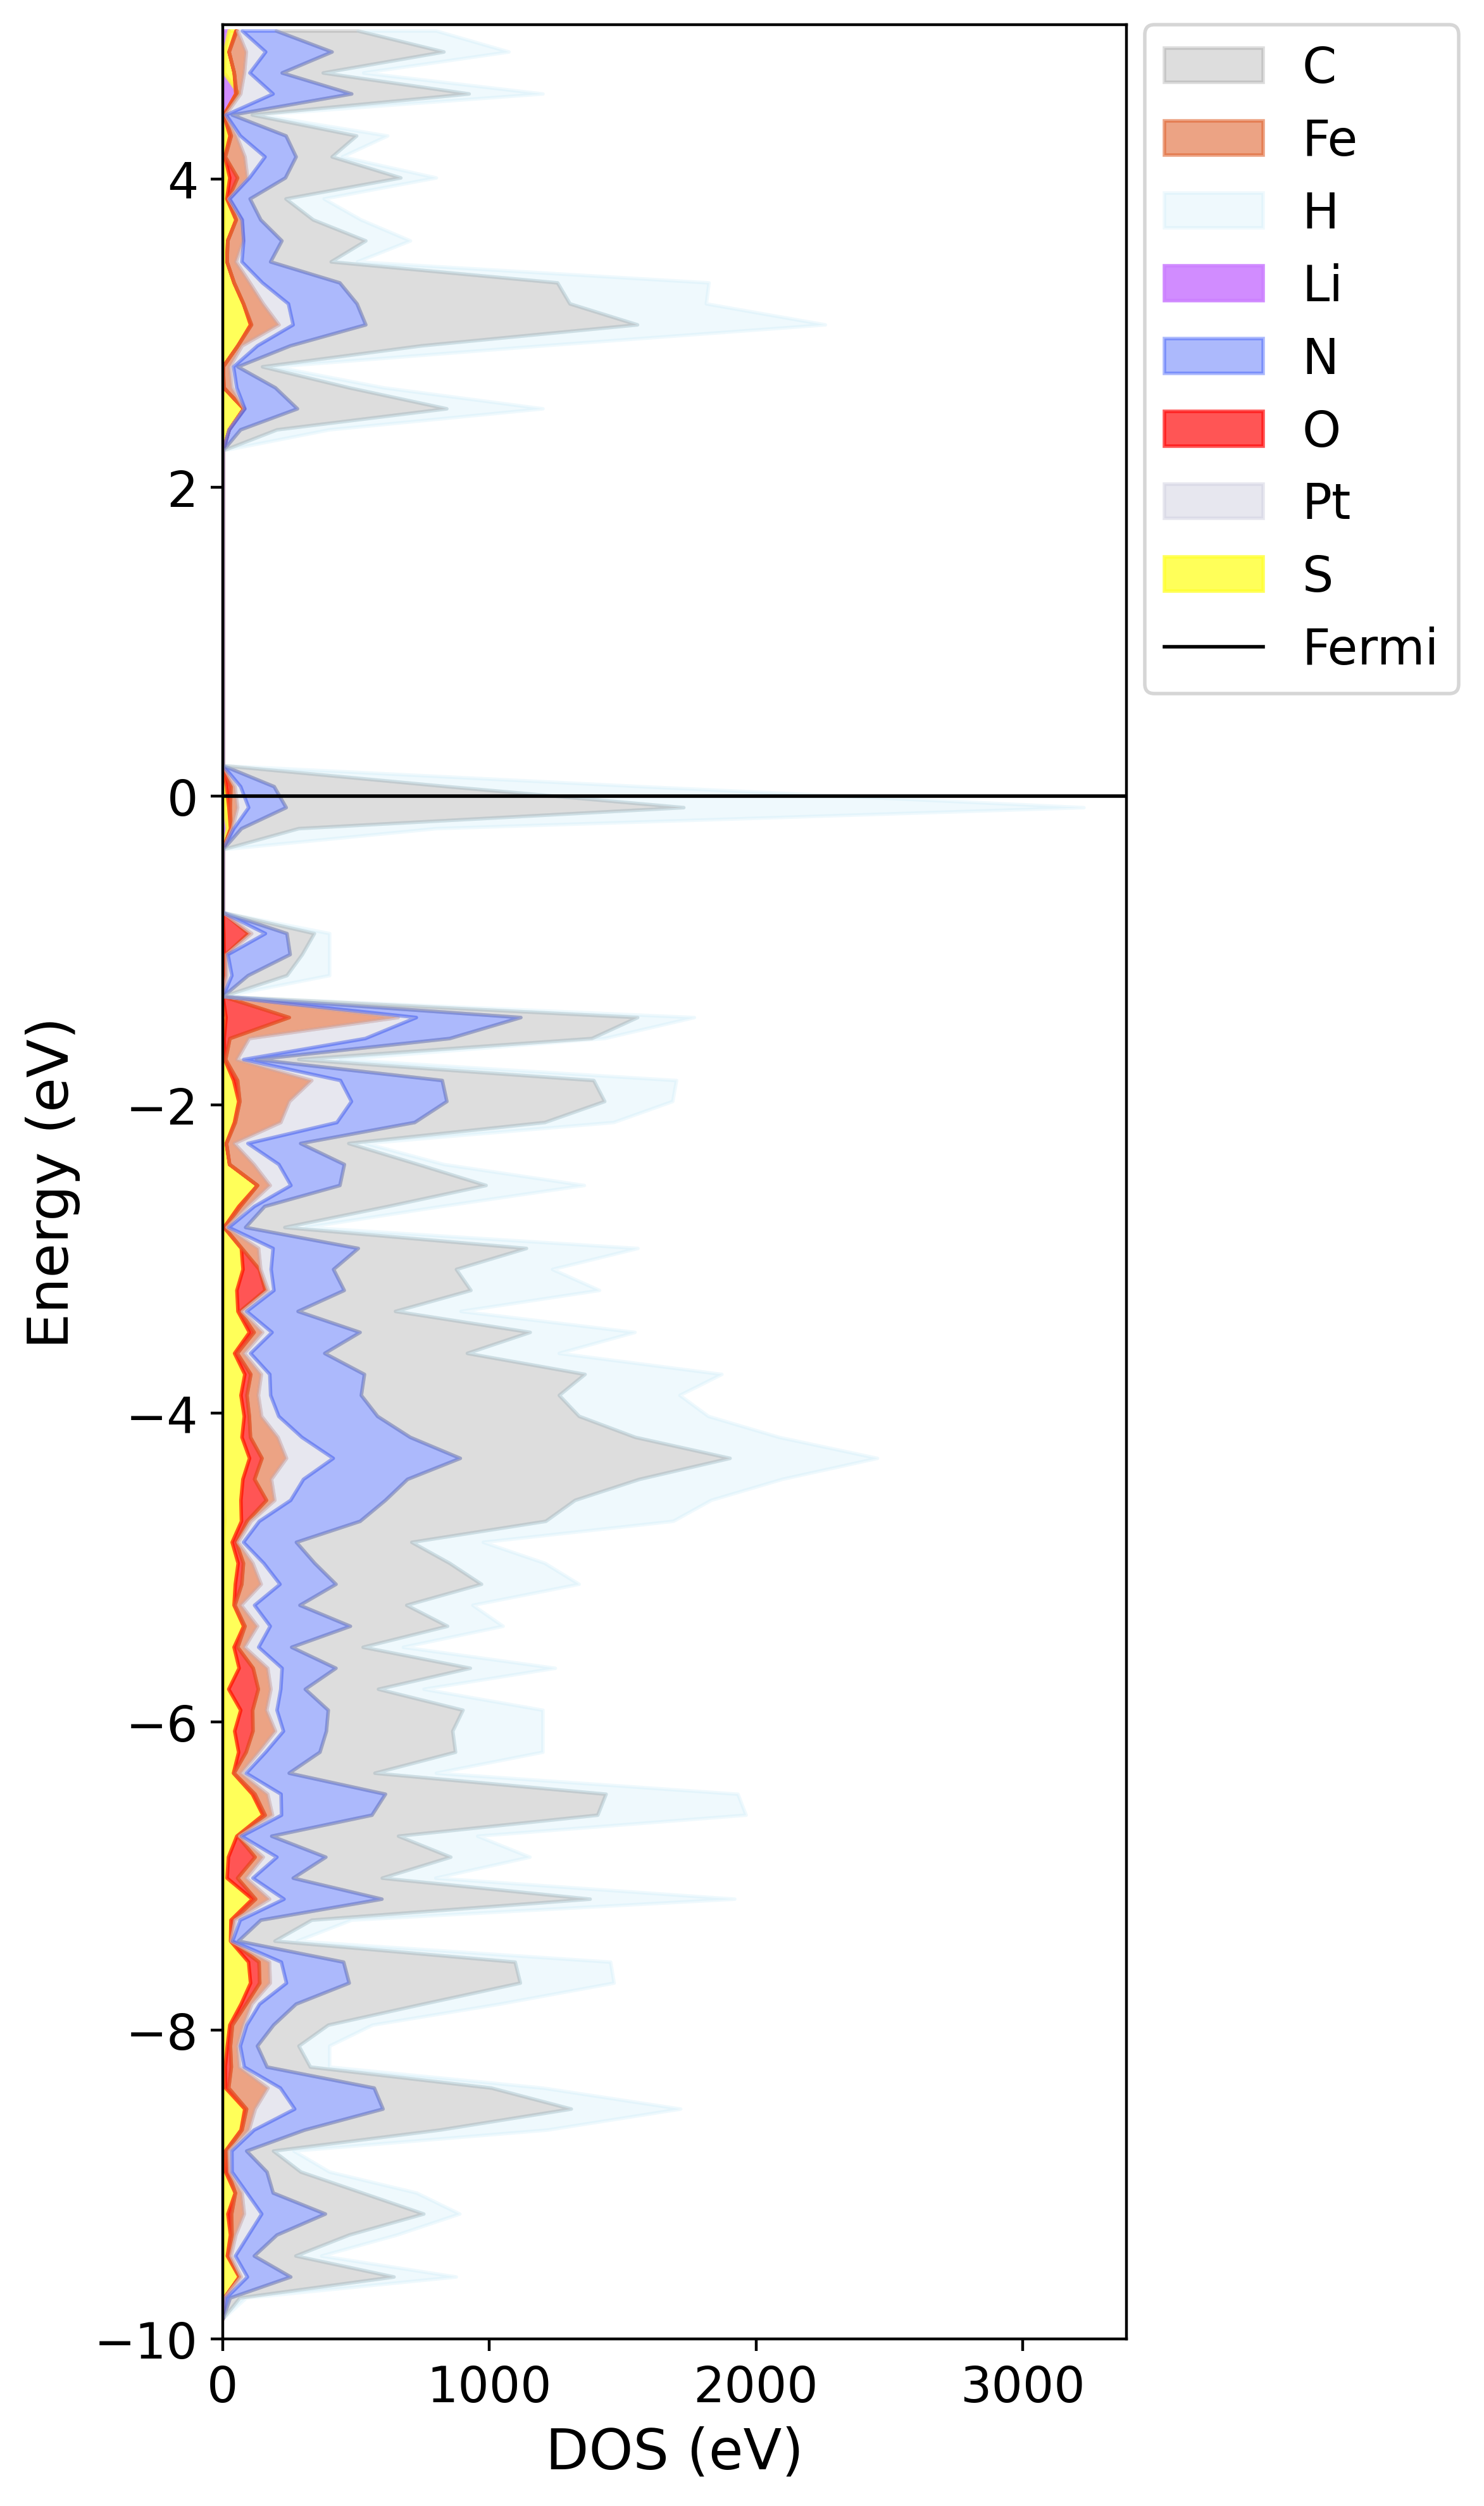 C
Fe
H
Li
N
O
Pt
S
Fermi
4
2
0
−2
−4
−6
−8
−10
Energy (eV)
0 1000 2000 3000
DOS (eV)